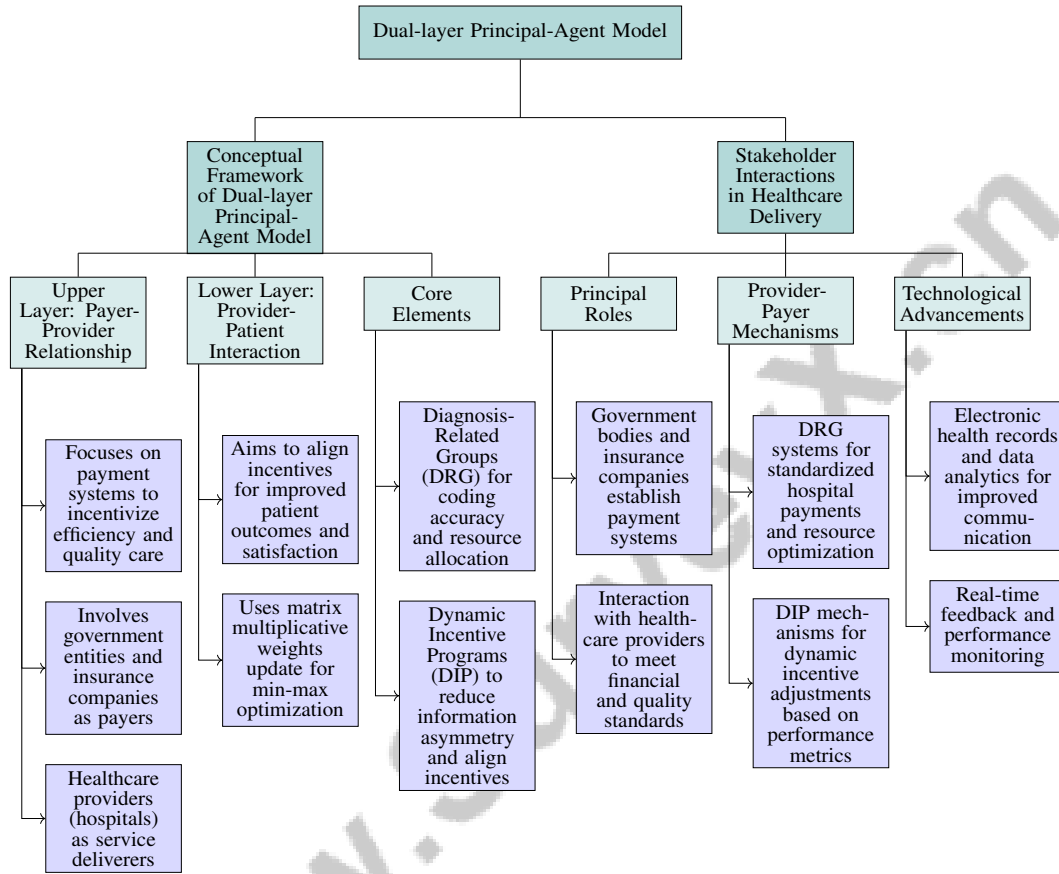 Dual-layer Principal-Agent Model
Conceptual
Framework
of Dual-layer
Principal-
Agent Model
Stakeholder
Interactions
in Healthcare
Delivery
Upper
Layer: Payer-
Provider
Relationship
Lower Layer:
Provider-
Patient
Interaction
Core
Elements
Principal
Roles
Provider-
Payer
Mechanisms
Technological
Advancements
Focuses on
payment
systems to
incentivize
efficiency and
quality care
Involves
government
entities and
insurance
companies as
payers
Healthcare
providers
(hospitals)
as service
deliverers
Aims to align
incentives
for improved
patient
outcomes and
satisfaction
Uses matrix
multiplicative
weights
update for
min-max
optimization
Diagnosis-
Related
Groups
(DRG) for
coding
accuracy
and resource
allocation
Dynamic
Incentive
Programs
(DIP) to
reduce
information
asymmetry
and align
incentives
Government
bodies and
insurance
companies
establish
payment
systems
Interaction
with health-
care providers
to meet
financial
and quality
standards
DRG
systems for
standardized
hospital
payments
and resource
optimization
DIP mech-
anisms for
dynamic
incentive
adjustments
based on
performance
metrics
Electronic
health records
and data
analytics for
improved
commu-
nication
Real-time
feedback and
performance
monitoring